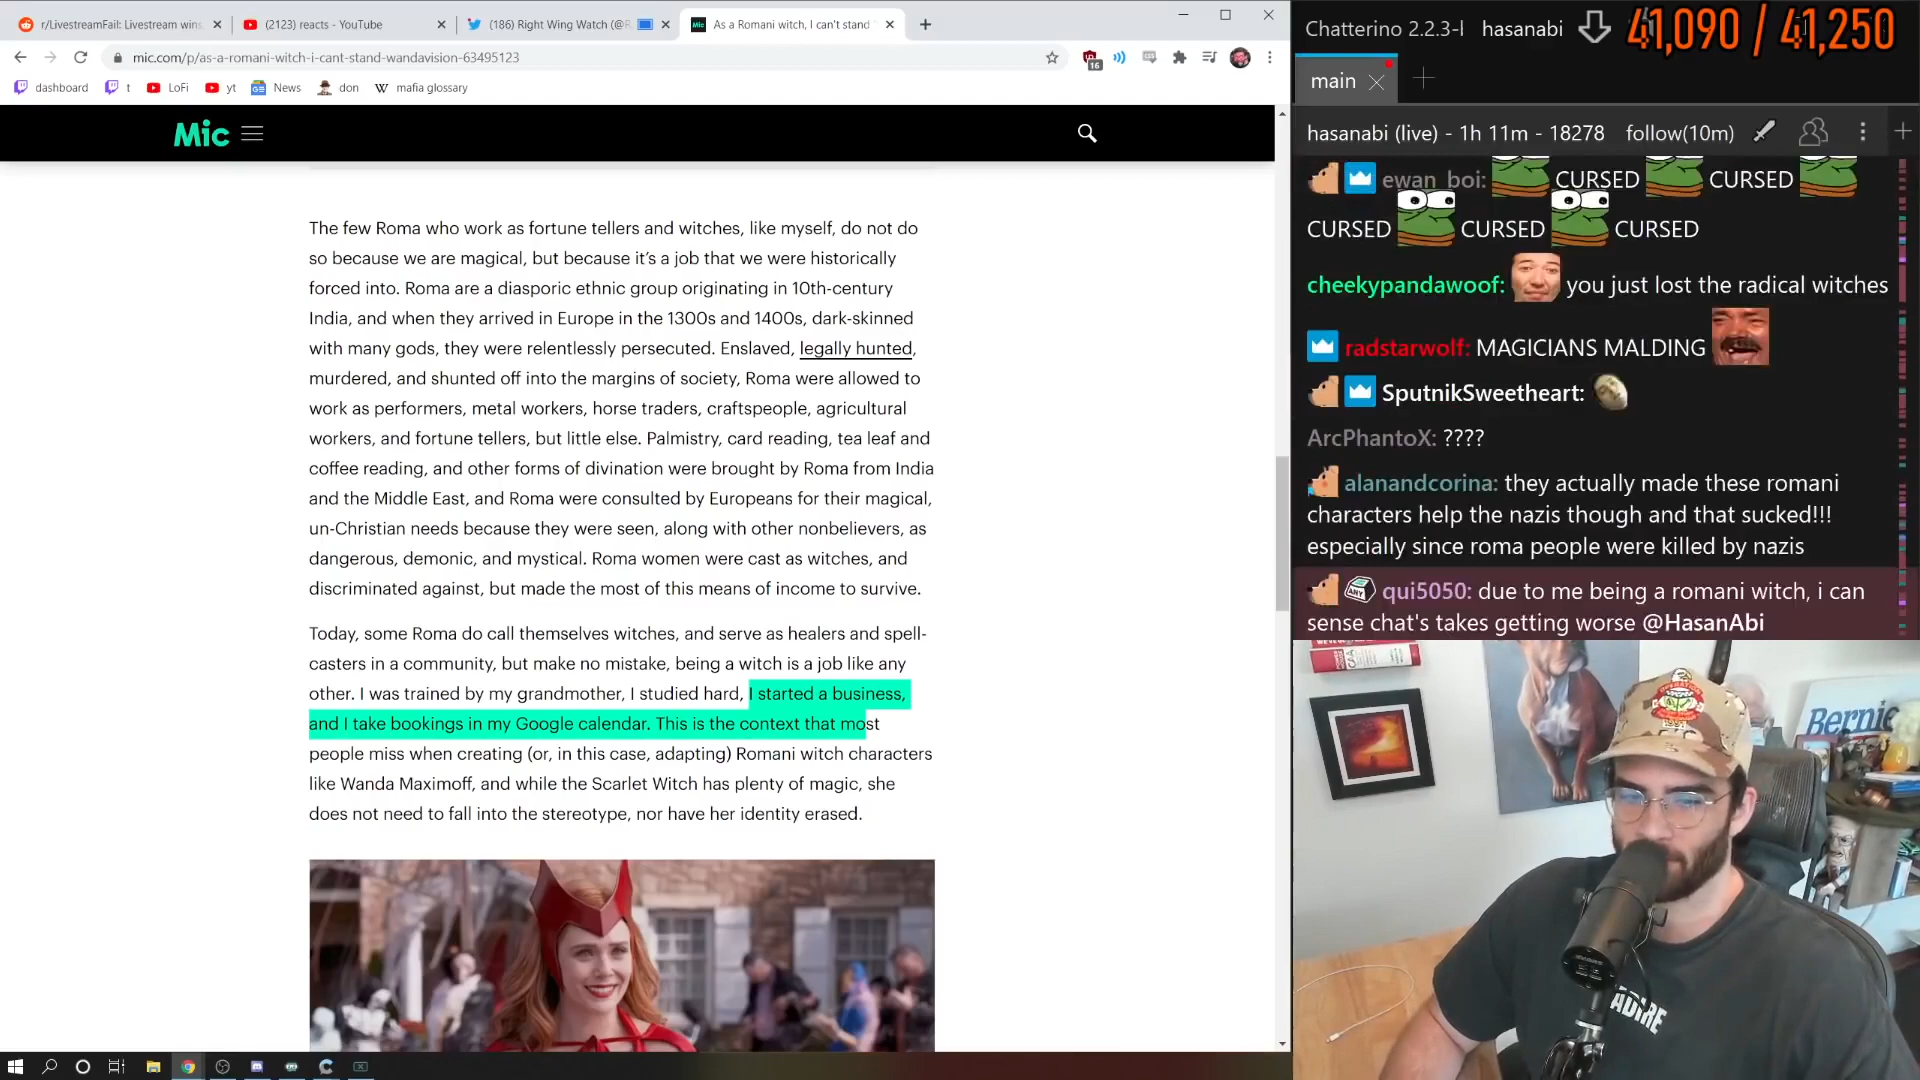 r/LivestreamFail: Livestream wins,
(2123) reacts - YouTube
(186) Right Wing Watch (@R
As a Romani witch, I can't stand
mic.com/p/as-a-romani-witch-i-cant-stand-wandavision-63495123
16
dashboard
t
LoFi
yt
News
don
W
mafia glossary
Mic
The few Roma who work as fortune tellers and witches, like myself, do not do
so because we are magical, but because it's a job that we were historically
forced into. Roma are a diasporic ethnic group originating in 10th-century
India, and when they arrived in Europe in the 1300s and 1400s, dark-skinned
with many gods, they were relentlessly persecuted. Enslaved, legally hunted,
murdered, and shunted off into the margins of society, Roma were allowed to
work as performers, metal workers, horse traders, craftspeople, agricultural
workers, and fortune tellers, but little else. Palmistry, card reading, tea leaf and
coffee reading, and other forms of divination were brought by Roma from India
and the Middle East, and Roma were consulted by Europeans for their magical,
un-Christian needs because they were seen, along with other nonbelievers, as
dangerous, demonic, and mystical. Roma women were cast as witches, and
discriminated against, but made the most of this means of income to survive.
Today, some Roma do call themselves witches, and serve as healers and spell-
casters in a community, but make no mistake, being a witch is a job like any
other. I was trained by my grandmother, I studied hard, I started a business,
and I take bookings in my Google calendar. This is the context that most
people miss when creating (or, in this case, adapting) Romani witch characters
like Wanda Maximoff, and while the Scarlet Witch has plenty of magic, she
does not need to fall into the stereotype, nor have her identity erased.
Chatterino 2.2.3-l
hasanabi
41,090 / 41,250
main
hasanabi (live) - 1h 11m - 18278
follow(10m)
ewan_boi: CURSED CURSED
CURSED CURSED CURSED
cheekypandawoof: you just lost the radical witches
radstarwolf: MAGICIANS MALDING
SputnikSweetheart:
ArcPhantoX: ????
alanandcorina: they actually made these romani
characters help the nazis though and that sucked!!!
especially since roma people were killed by nazis
qui5050: due to me being a romani witch, i can
sense chat's takes getting worse @HasanAbi
Bernie